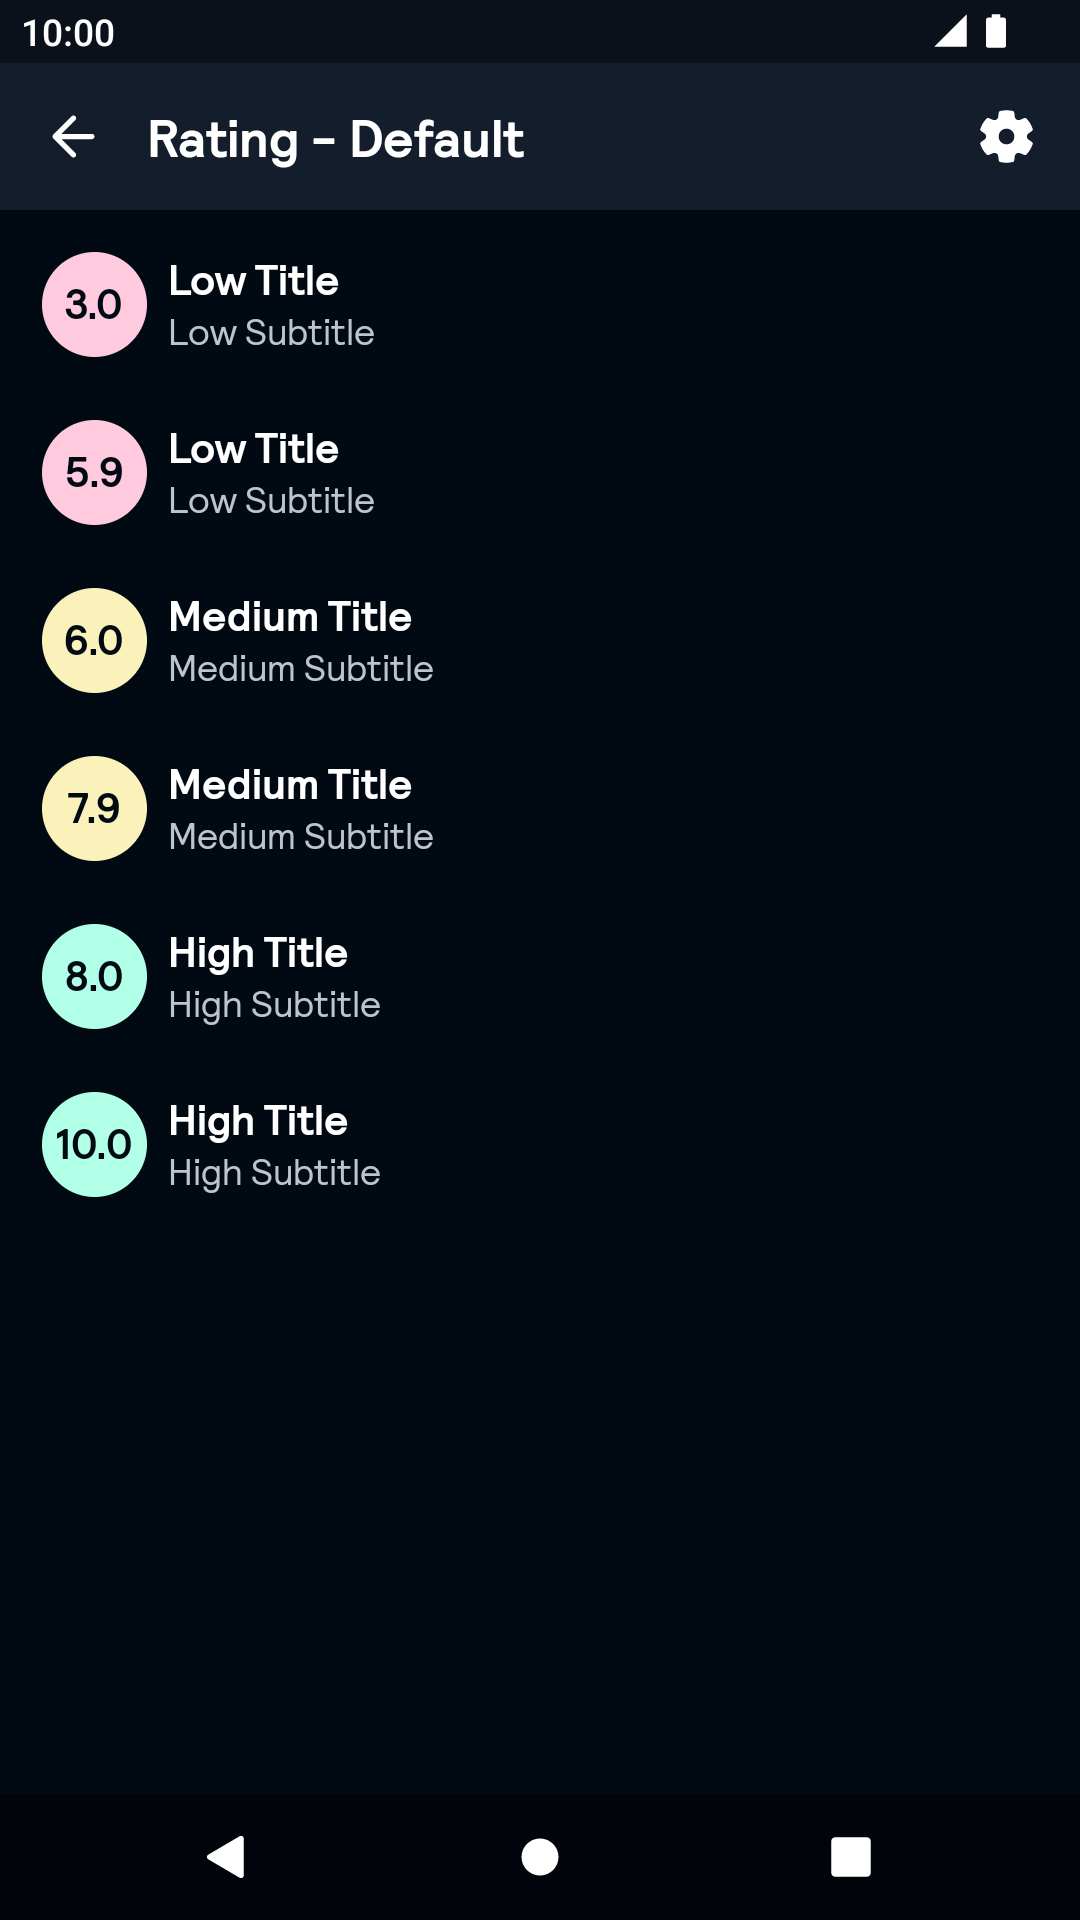 10:00
Rating – Default
3.0
Low Title
Low Subtitle
5.9
Low Title
Low Subtitle
6.0
Medium Title
Medium Subtitle
7.9
Medium Title
Medium Subtitle
8.0
High Title
High Subtitle
10.0
High Title
High Subtitle